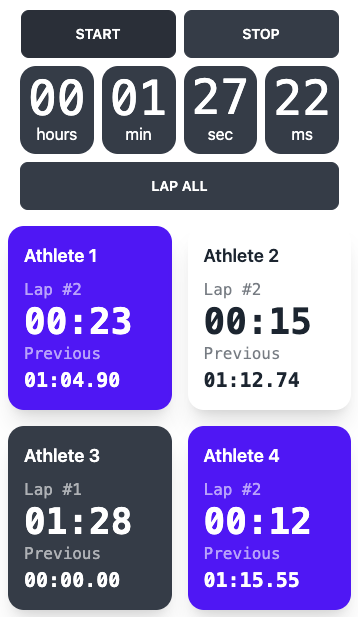 START STOP
00 01 27 22
hours min sec ms
LAP ALL
Athlete 1
Lap #2
00:23
Previous
01:04.90
Athlete 2
Lap #2
00:15
Previous
01:12.74
Athlete 3
Lap #1
01:28
Previous
00:00.00
Athlete 4
Lap #2
00:12
Previous
01:15.55